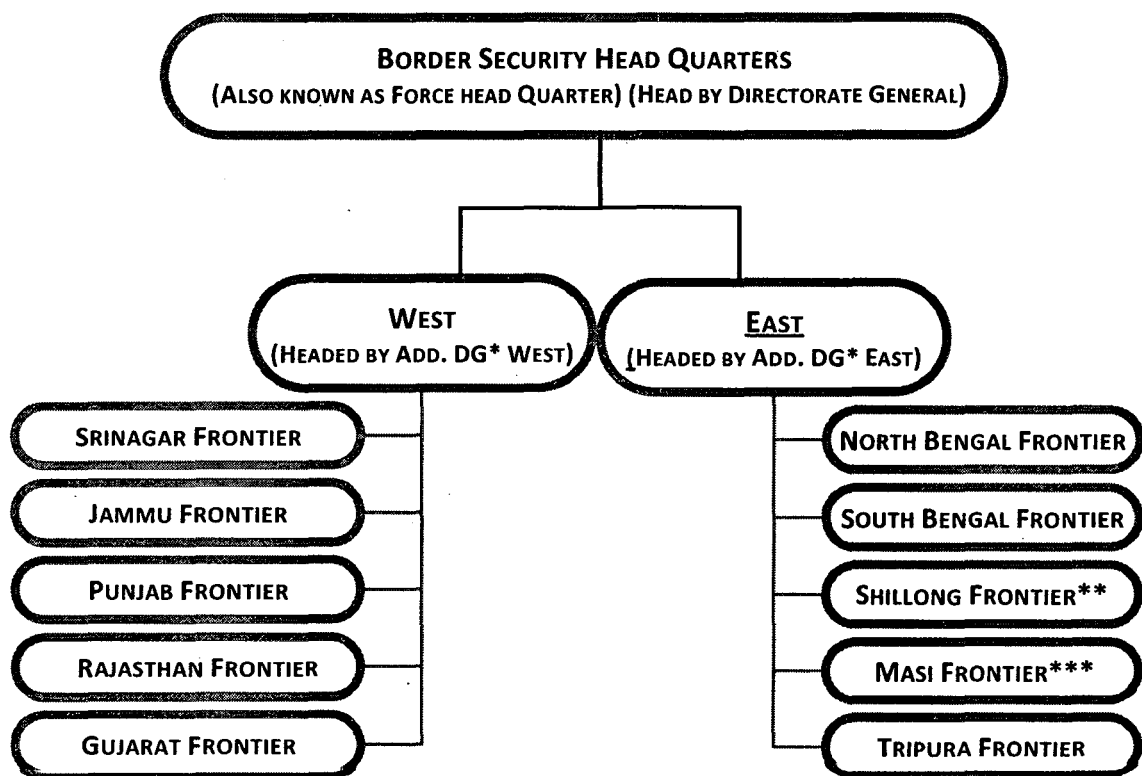 BORDER SECURITY HEAD QUARTERS
(ALSO KNOWN AS FORCE HEAD QUARTER) (HEAD BY DIRECTORATE GENERAL)
WEST
(HEADED BY ADD. DG* WEST)
EAST
(HEADED BY ADD. DG* EAST)
SRINAGAR FRONTIER
JAMMU FRONTIER
PUNJAB FRONTIER
RAJASTHAN FRONTIER
GUJARAT FRONTIER
NORTH BENGAL FRONTIER
SOUTH BENGAL FRONTIER
SHILLONG FRONTIER**
MASI FRONTIER***
TRIPURA FRONTIER